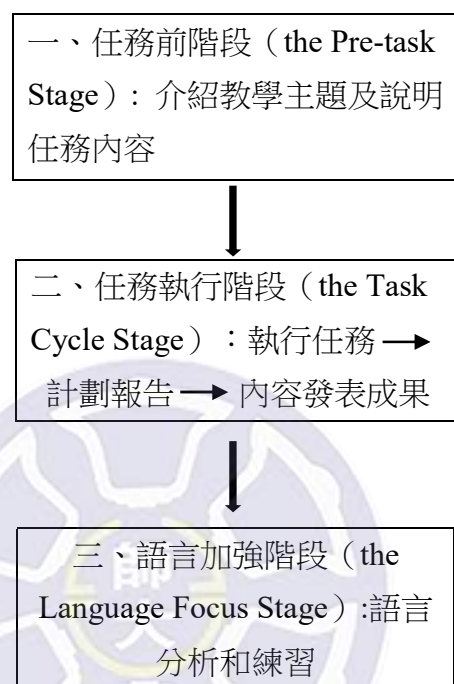 一、任務前階段（the Pre-task
Stage）: 介紹教學主題及說明
任務內容
二、任務執行階段（the Task
Cycle Stage）：執行任務 →
計劃報告 → 內容發表成果
三、語言加強階段（the
Language Focus Stage）:語言
分析和練習